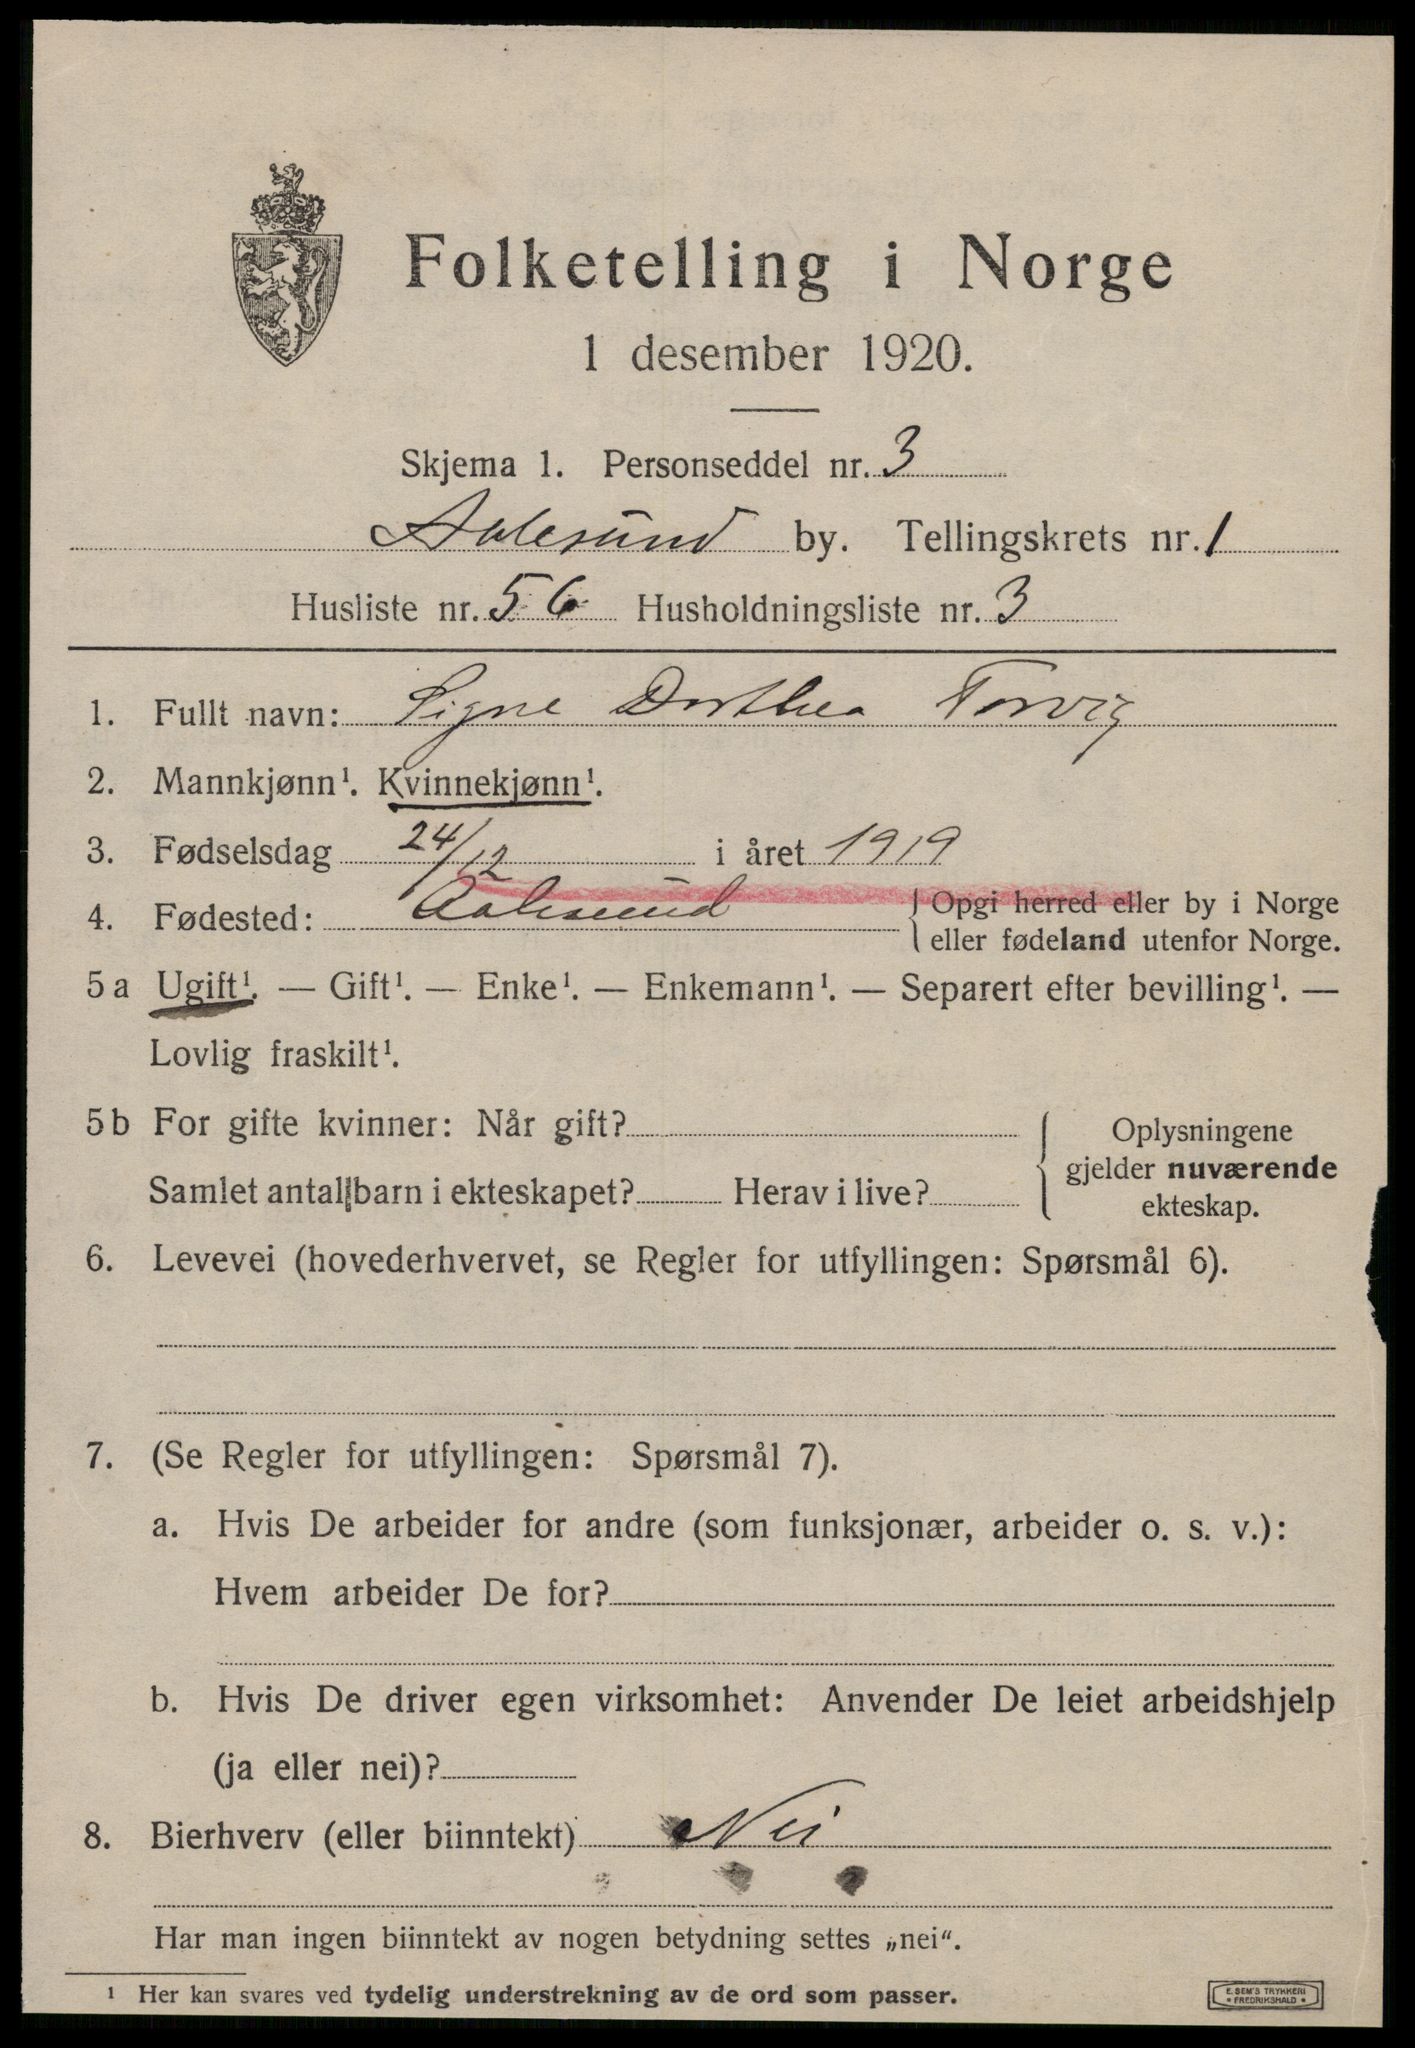 Folketelling i Norge
1 desember 1920.
Skjema 1. Personseddel nr. 3
Aalesund by. Tellingskrets nr. 1
Husliste nr. 56 Husholdningsliste nr. 3
1. Fullt navn: Signe Dorthea Torvig
2. Mannkjønn¹. Kvinnekjønn¹.
3. Fødselsdag 24/12 i året 1919
4. Fødested: Aalesund { Opgi herred eller by i Norge
eller fødeland utenfor Norge.
5 a Ugift¹. — Gift¹. — Enke¹. — Enkemann¹. — Separert efter bevilling¹. —
Lovlig fraskilt¹.
5 b For gifte kvinner: Når gift?
Samlet antall barn i ekteskapet? Herav i live?
{ Oplysningene
gjelder nuværende
ekteskap.
6. Levevei (hovederhvervet, se Regler for utfyllingen: Spørsmål 6).
7. (Se Regler for utfyllingen: Spørsmål 7).
a. Hvis De arbeider for andre (som funksjonær, arbeider o. s. v.):
Hvem arbeider De for?
b. Hvis De driver egen virksomhet: Anvender De leiet arbeidshjelp
(ja eller nei)?
8. Bierhverv (eller biinntekt) Nei
Har man ingen biinntekt av nogen betydning settes „nei“.
¹ Her kan svares ved tydelig understrekning av de ord som passer.
E. SEM'S TRYKKERI
• FREDRIKSHALD •